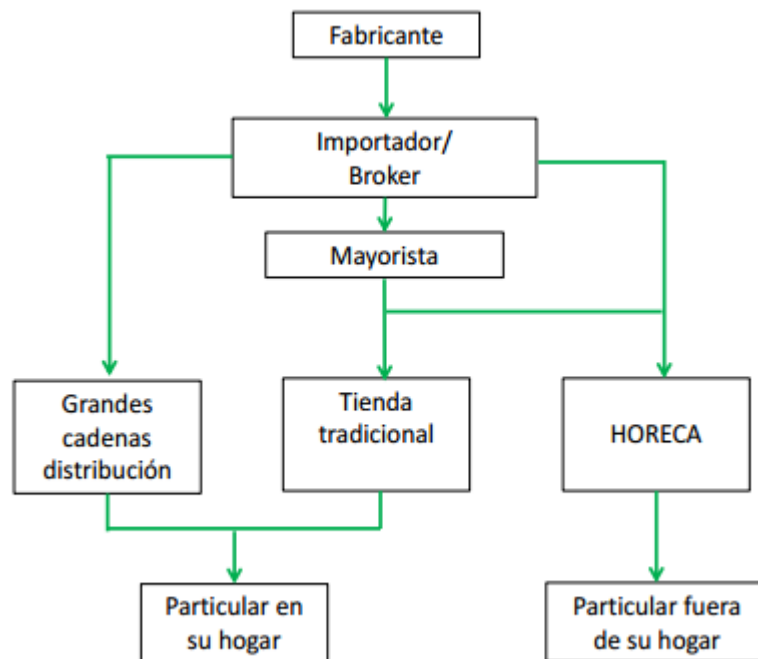 Fabricante
Importador/
Broker
Mayorista
Grandes
cadenas
distribución
Tienda
tradicional
HORECA
Particular en
su hogar
Particular fuera
de su hogar